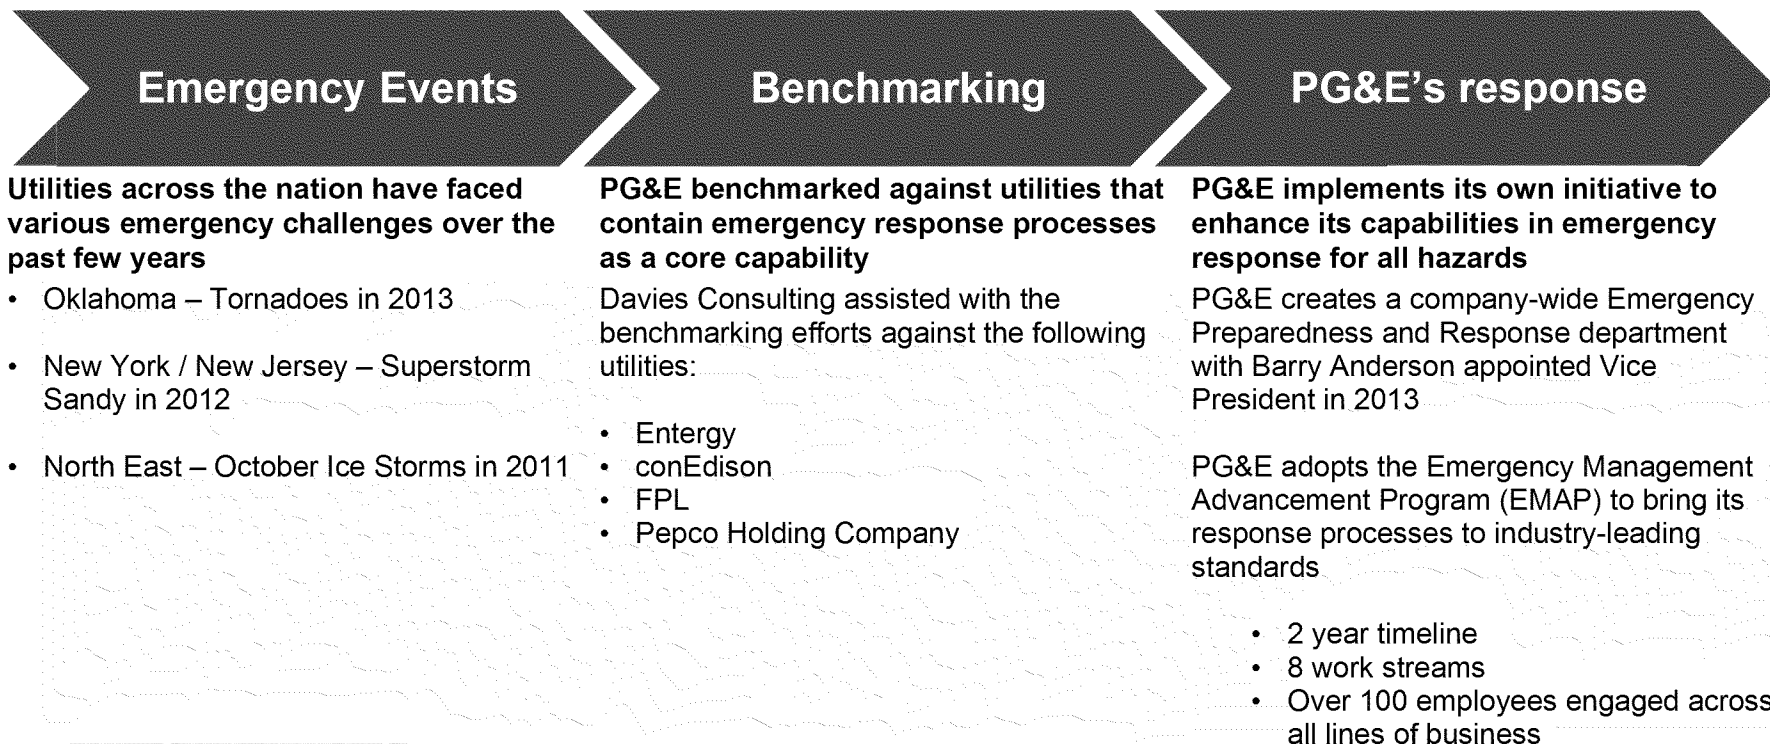 Emergency Events
Benchmarking
PG&E's response
Utilities across the nation have faced
various emergency challenges over the
past few years
• Oklahoma – Tornadoes in 2013
• New York / New Jersey – Superstorm
Sandy in 2012
• North East – October Ice Storms in 2011
PG&E benchmarked against utilities that
contain emergency response processes
as a core capability
Davies Consulting assisted with the
benchmarking efforts against the following
utilities:
• Entergy
• conEdison
• FPL
• Pepco Holding Company
PG&E implements its own initiative to
enhance its capabilities in emergency
response for all hazards
PG&E creates a company-wide Emergency
Preparedness and Response department
with Barry Anderson appointed Vice
President in 2013
PG&E adopts the Emergency Management
Advancement Program (EMAP) to bring its
response processes to industry-leading
standards
• 2 year timeline
• 8 work streams
• Over 100 employees engaged across
all lines of business